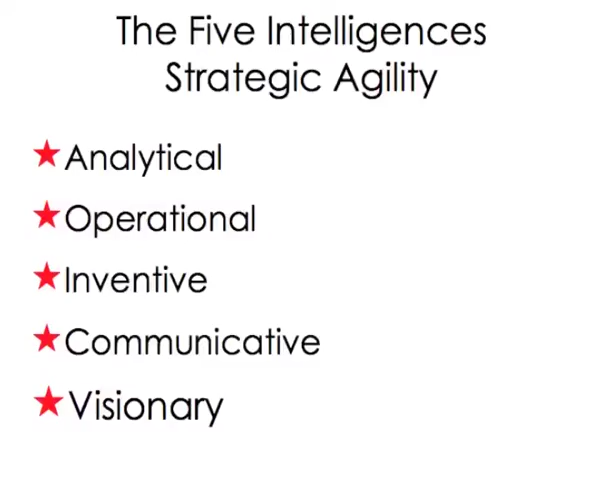 The Five Intelligences
Strategic Agility
Analytical
Operational
Inventive
Communicative
Visionary